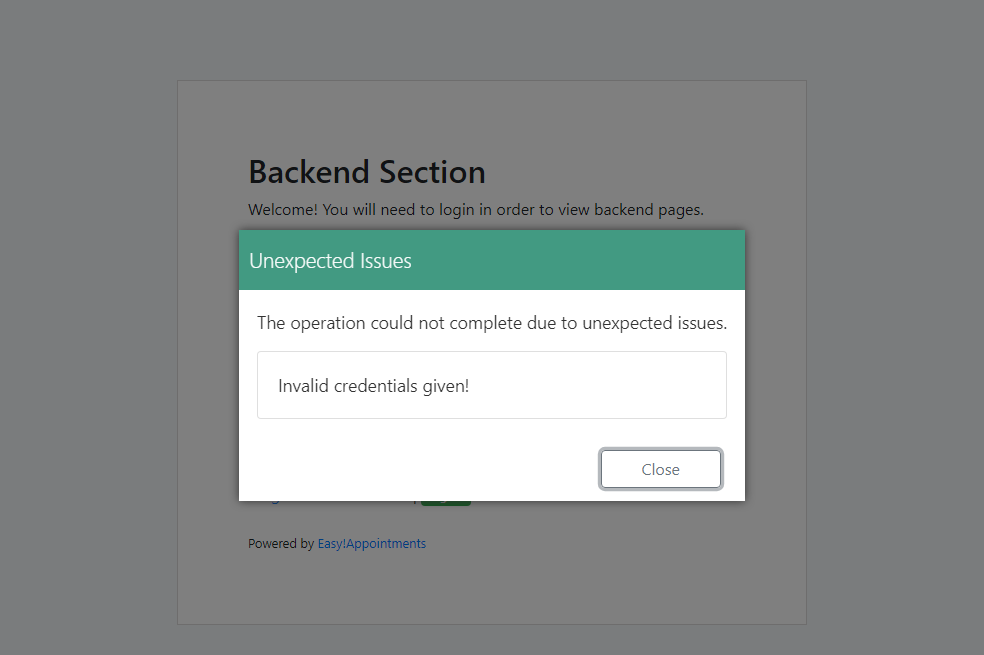 Backend Section
Welcome! You will need to login in order to view backend pages.
Unexpected Issues
The operation could not complete due to unexpected issues.
Invalid credentials given!
Close
Powered by Easy!Appointments